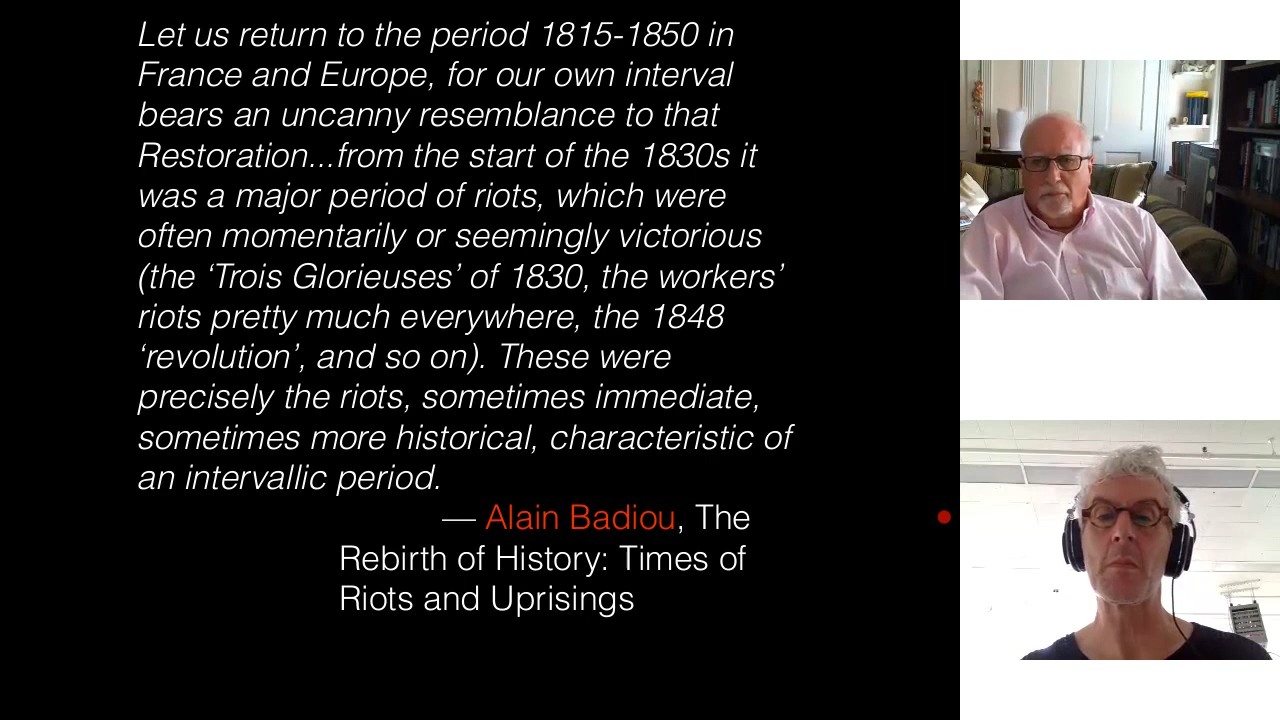 Let us return to the period 1815-1850 in
France and Europe, for our own interval
bears an uncanny resemblance to that
Restoration...from the start of the 1830s it
was a major period of riots, which were
often momentarily or seemingly victorious
(the ‘Trois Glorieuses’ of 1830, the workers’
riots pretty much everywhere, the 1848
‘revolution’, and so on). These were
precisely the riots, sometimes immediate,
sometimes more historical, characteristic of
an intervallic period.
— Alain Badiou, The
Rebirth of History: Times of
Riots and Uprisings